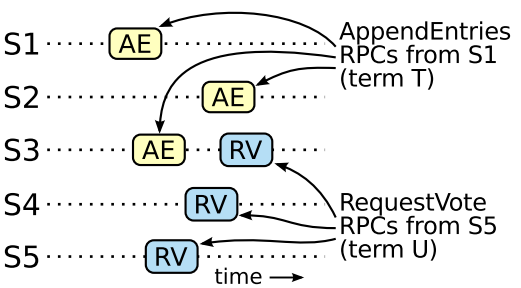 AppendEntries
RPCs from S1
(term T)
S1 AE
S2 AE
S3 AE RV
S4 RV
S5 RV
RequestVote
RPCs from S5
(term U)
time